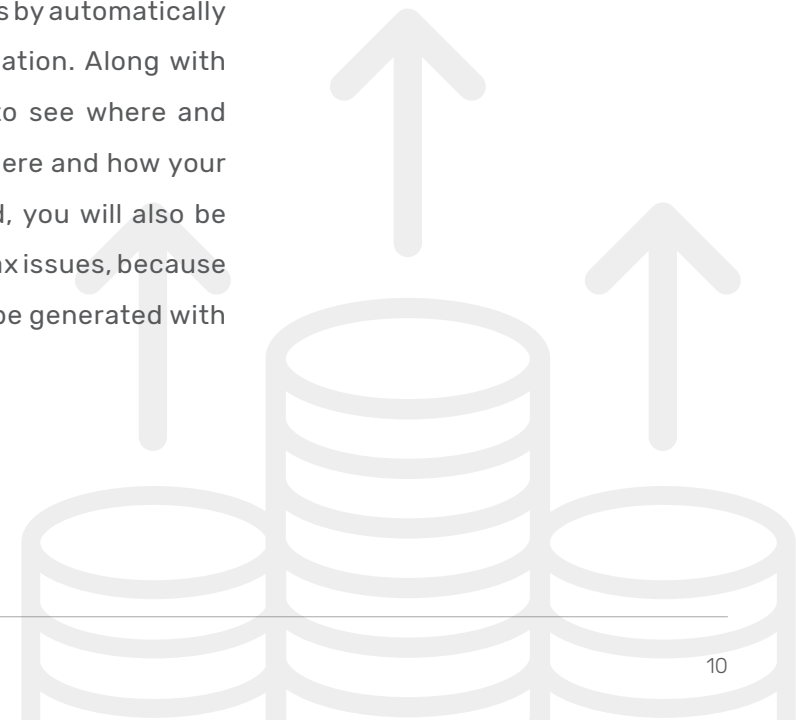 s by automatically
ation. Along with
to see where and
ere and how your
d, you will also be
ax issues, because
be generated with
10